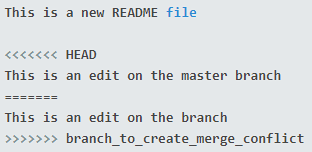 This is a new README file
<<<<<<< HEAD
This is an edit on the master branch
=======
This is an edit on the branch
>>>>>>> branch_to_create_merge_conflict